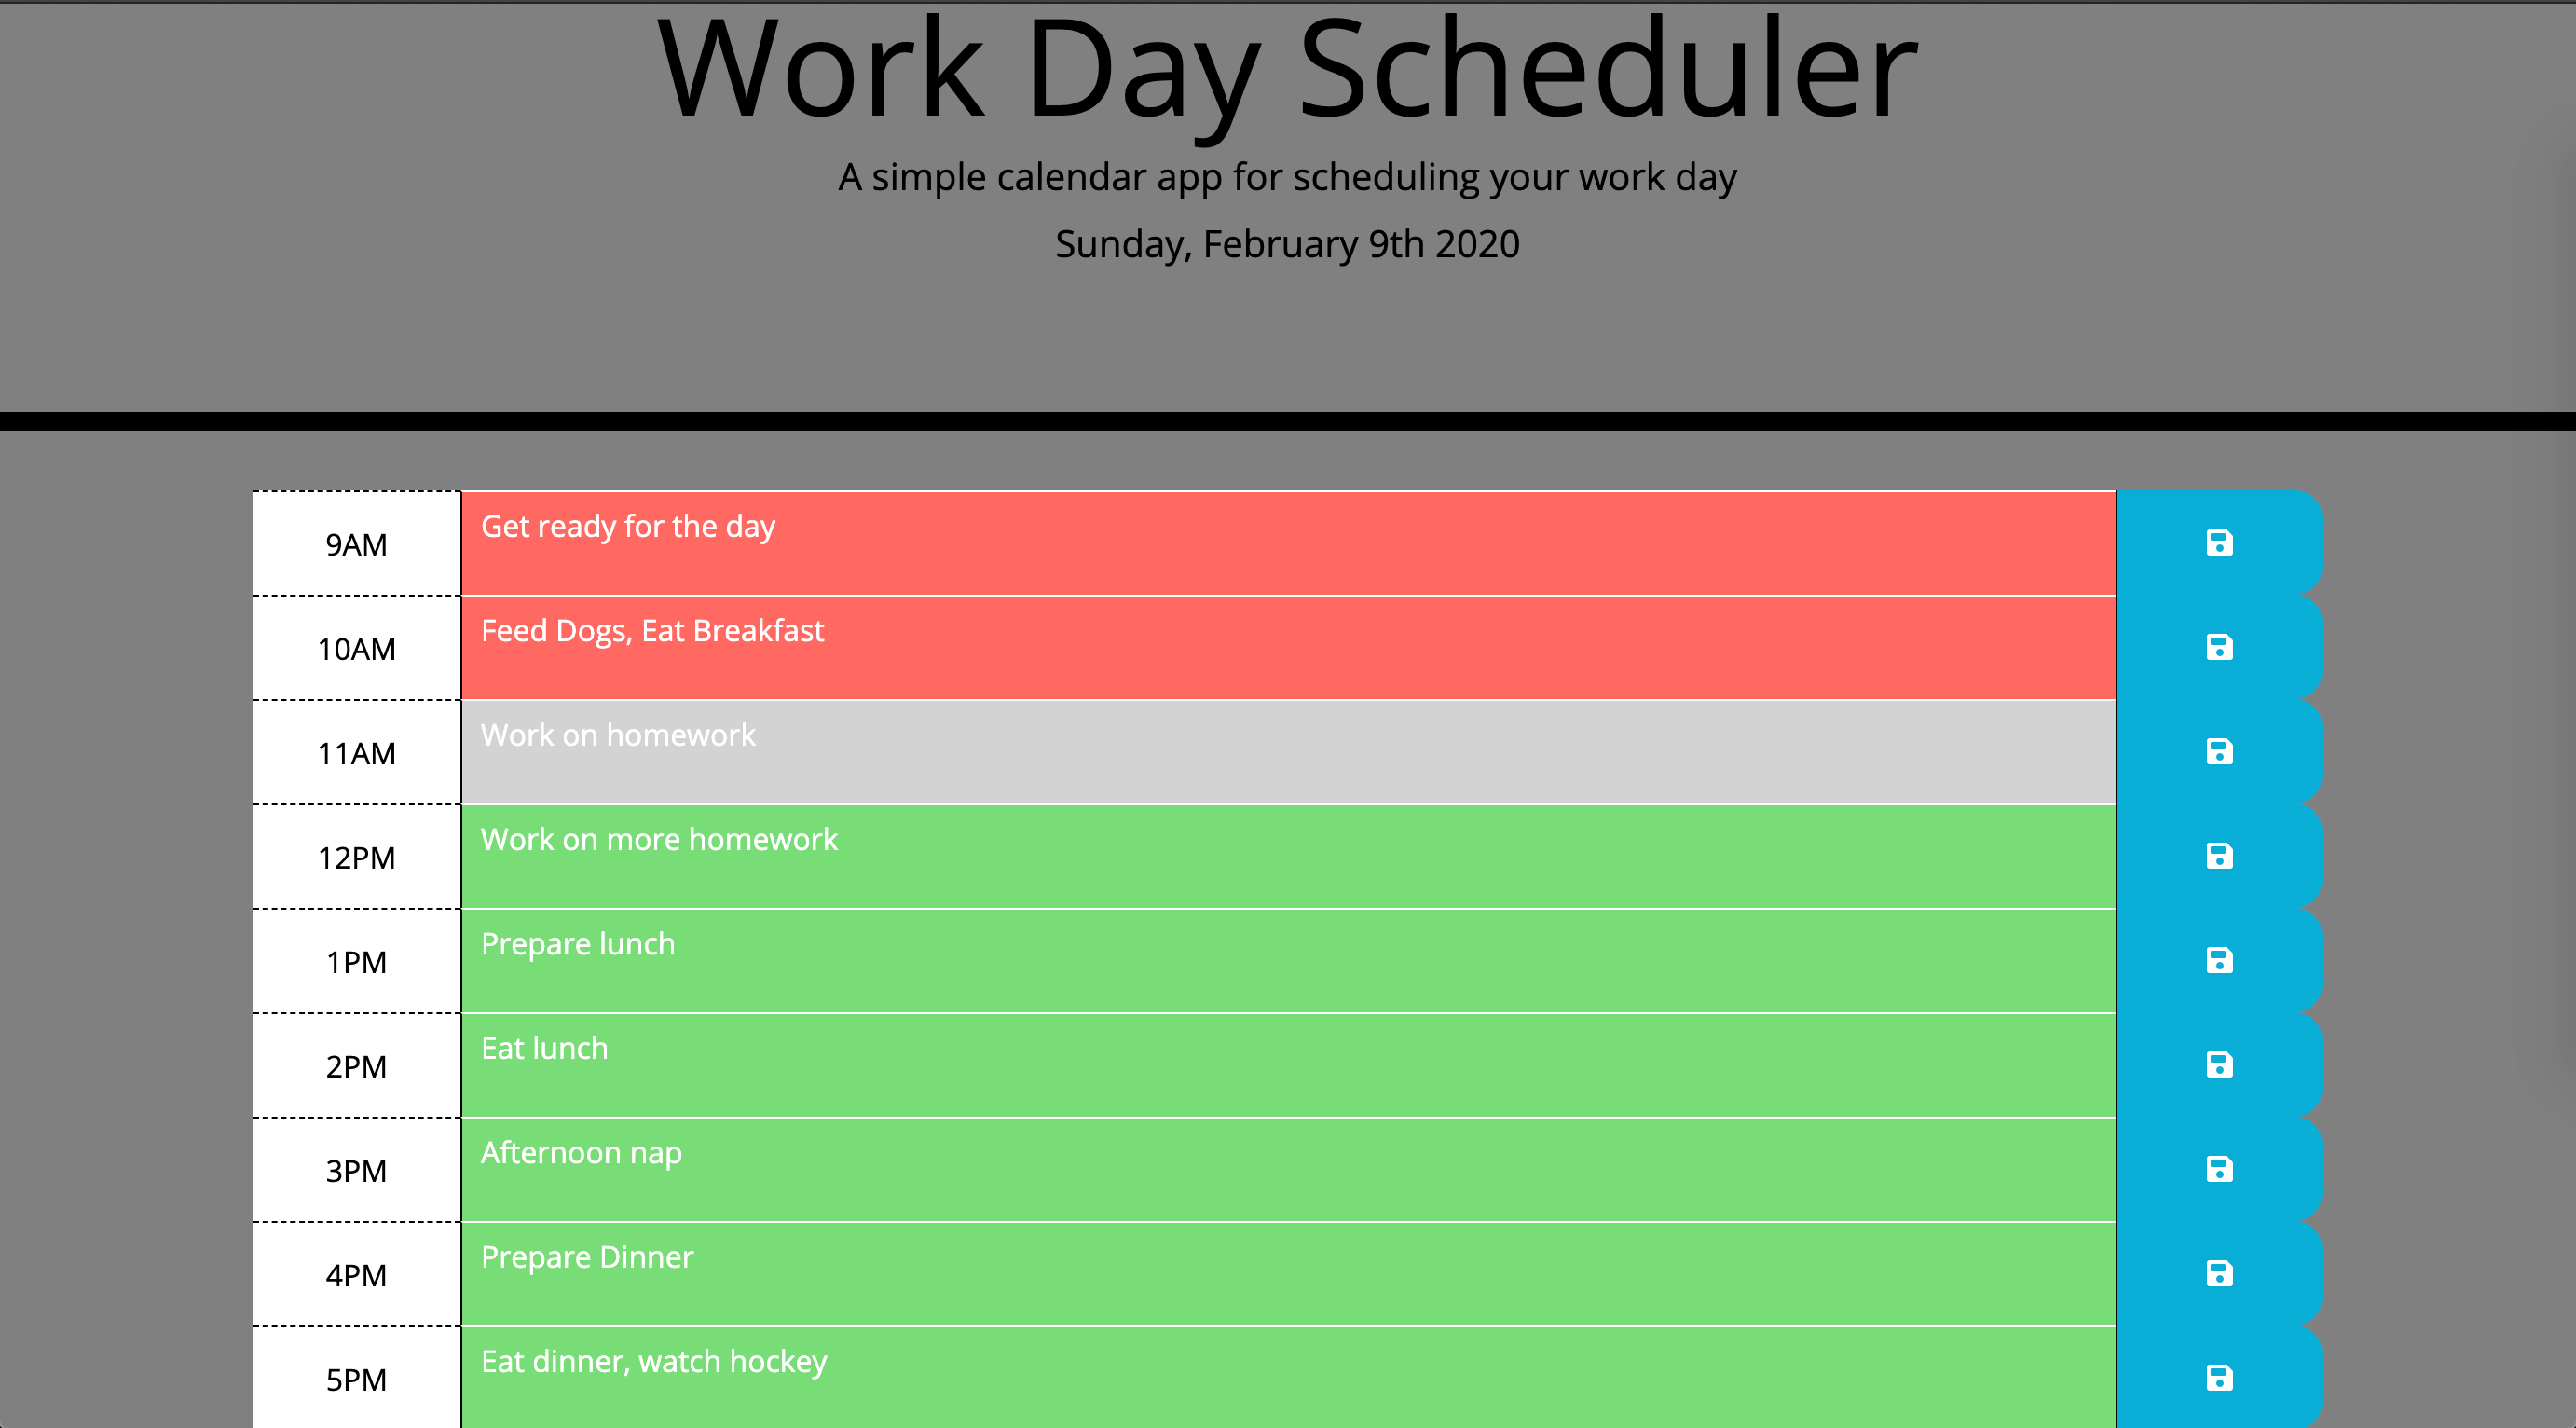 Work Day Scheduler
A simple calendar app for scheduling your work day
Sunday, February 9th 2020
9AM Get ready for the day
10AM Feed Dogs, Eat Breakfast
11AM Work on homework
12PM Work on more homework
1PM Prepare lunch
2PM Eat lunch
3PM Afternoon nap
4PM Prepare Dinner
5PM Eat dinner, watch hockey